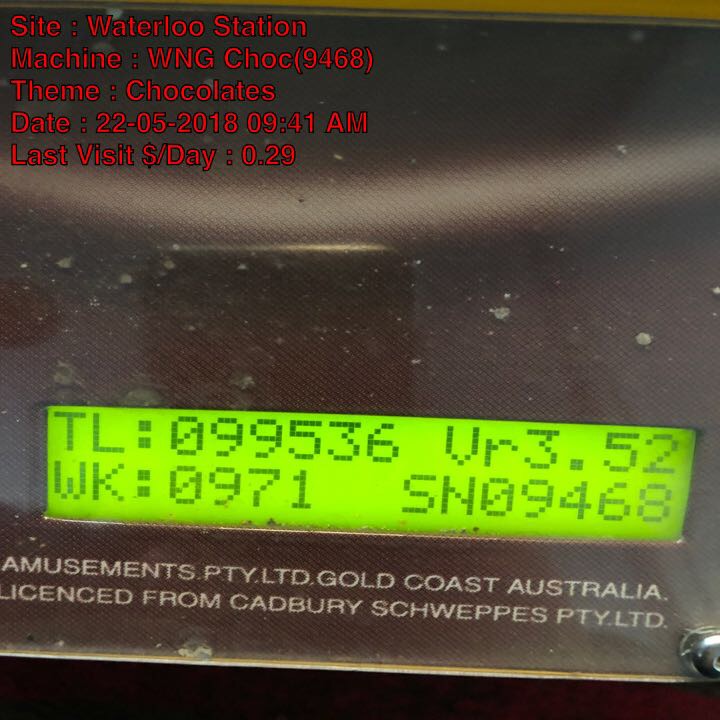 Site : Waterloo Station
Machine : WNG Choc(9468)
Theme : Chocolates
Date : 22-05-2018 09:41 AM
Last Visit $/Day : 0.29
TL:099536 Vr3.52
WK:0971 SN09468
AMUSEMENTS.PTY.LTD.GOLD COAST AUSTRALIA.
LICENCED FROM CADBURY SCHWEPPES PTY.LTD.